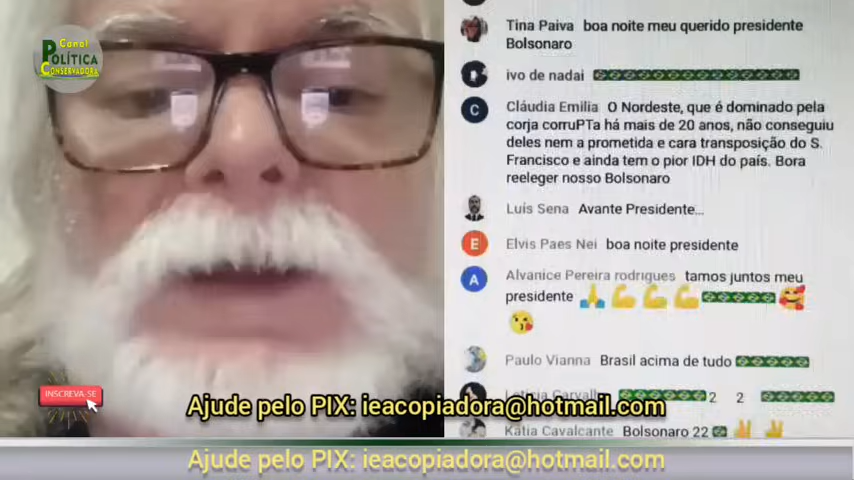 Canal
POLÍTICA
CONSERVADORA
Tina Paiva boa noite meu querido presidente
Bolsonaro
ivo de nadai
C
Cláudia Emilia O Nordeste, que é dominado pela
corja corruPTa há mais de 20 anos, não conseguiu
deles nem a prometida e cara transposição do S.
Francisco e ainda tem o pior IDH do país. Bora
reeleger nosso Bolsonaro
Luís Sena Avante Presidente...
E
Elvis Paes Nei boa noite presidente
A
Alvanice Pereira rodrigues tamos juntos meu
presidente
Paulo Vianna Brasil acima de tudo
2 2
Kátia Cavalcante Bolsonaro 22
INSCREVA-SE
Ajude pelo PIX: ieacopiadora@hotmail.com
Ajude pelo PIX: ieacopiadora@hotmail.com